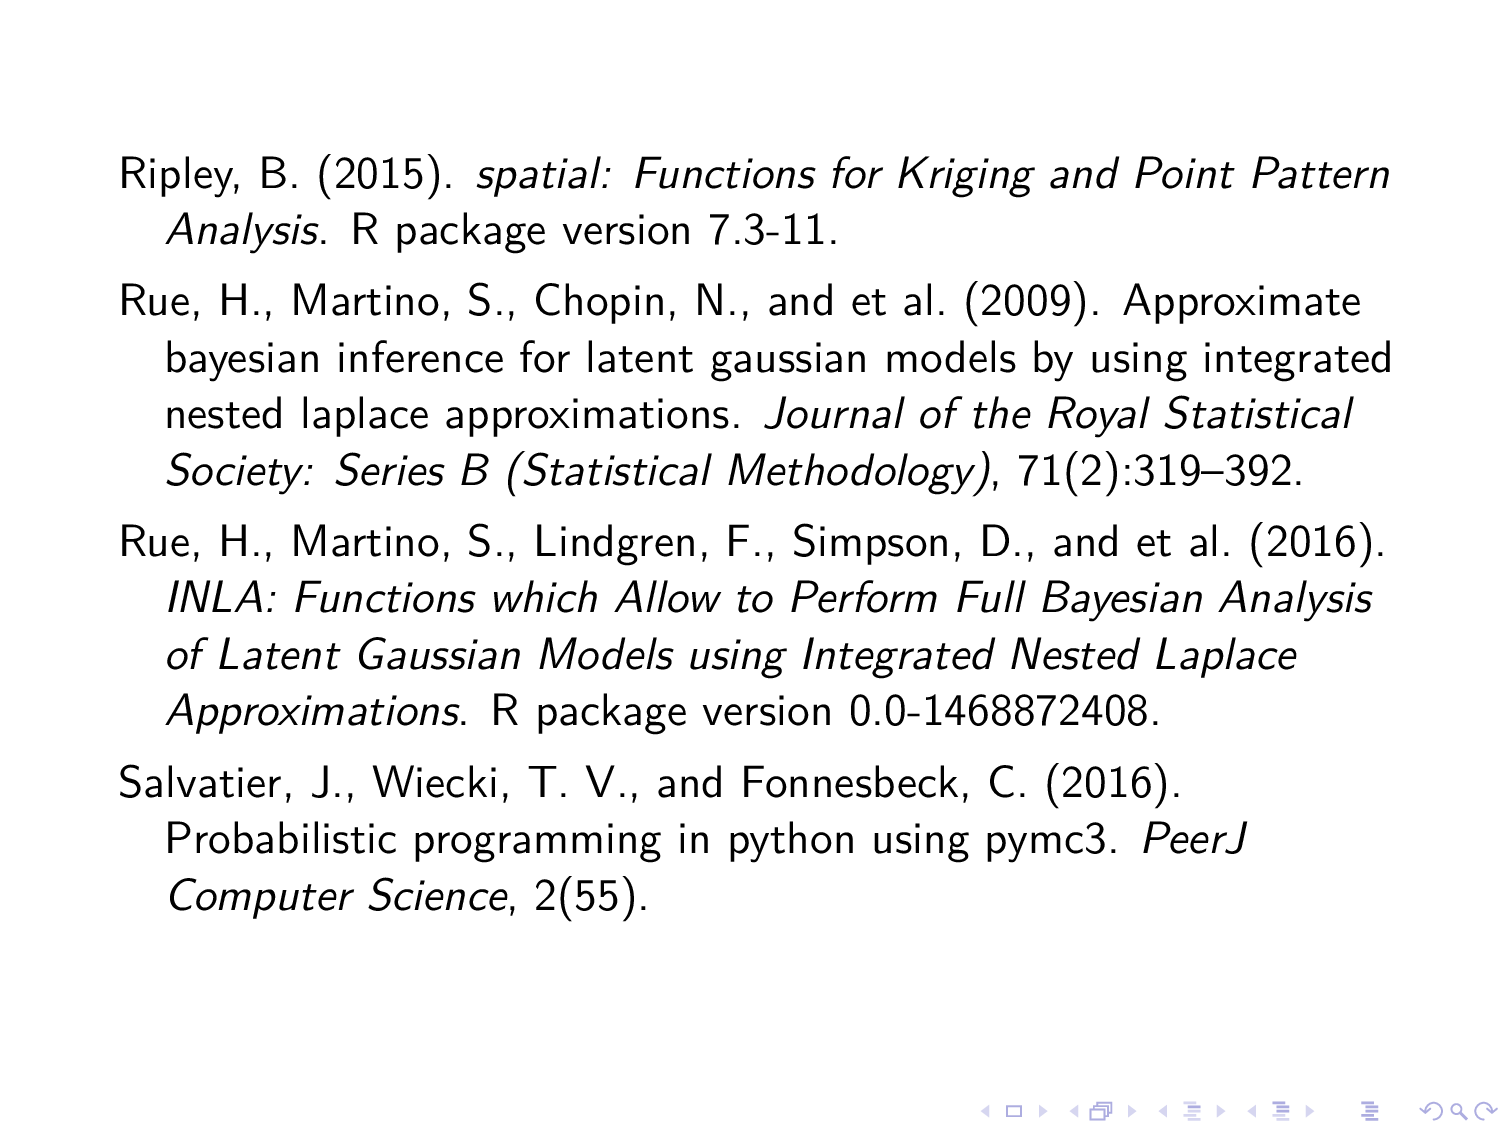 Ripley, B. (2015). spatial: Functions for Kriging and Point Pattern
Analysis. R package version 7.3-11.
Rue, H., Martino, S., Chopin, N., and et al. (2009). Approximate
bayesian inference for latent gaussian models by using integrated
nested laplace approximations. Journal of the Royal Statistical
Society: Series B (Statistical Methodology), 71(2):319–392.
Rue, H., Martino, S., Lindgren, F., Simpson, D., and et al. (2016).
INLA: Functions which Allow to Perform Full Bayesian Analysis
of Latent Gaussian Models using Integrated Nested Laplace
Approximations. R package version 0.0-1468872408.
Salvatier, J., Wiecki, T. V., and Fonnesbeck, C. (2016).
Probabilistic programming in python using pymc3. PeerJ
Computer Science, 2(55).